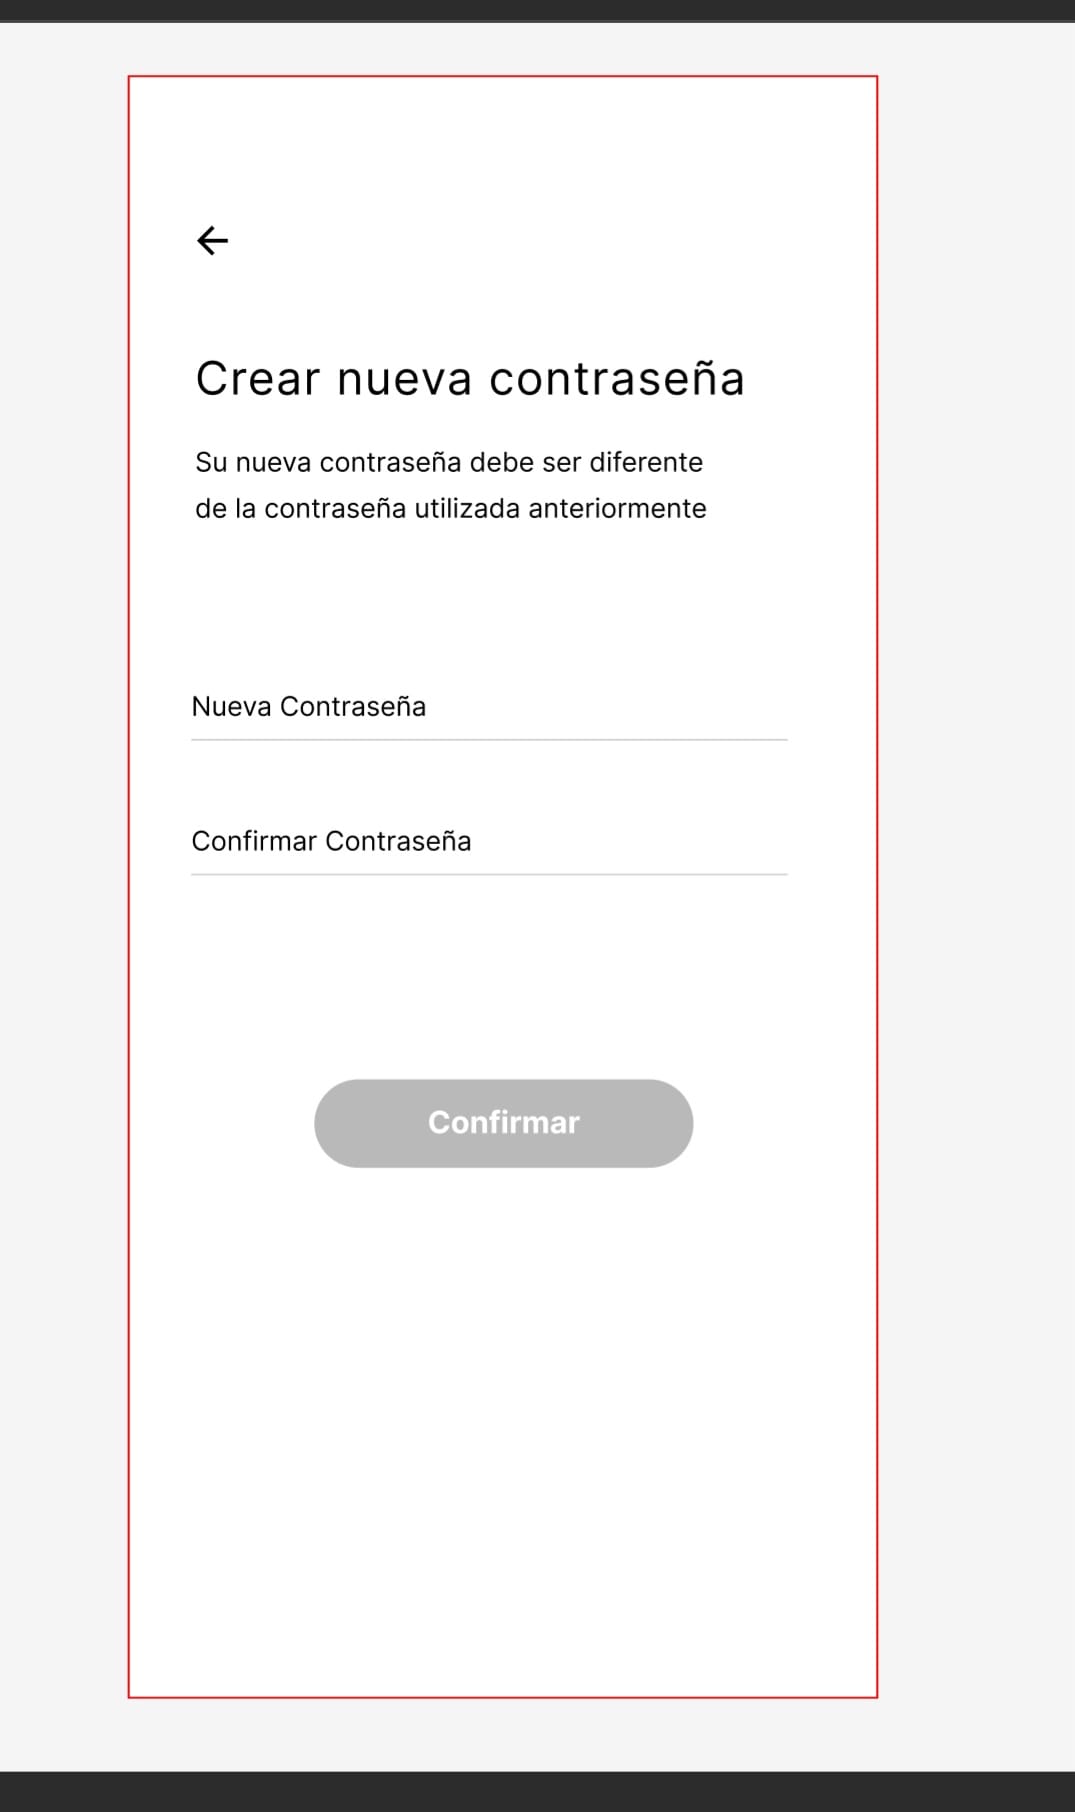 Crear nueva contraseña
Su nueva contraseña debe ser diferente
de la contraseña utilizada anteriormente
Nueva Contraseña
Confirmar Contraseña
Confirmar